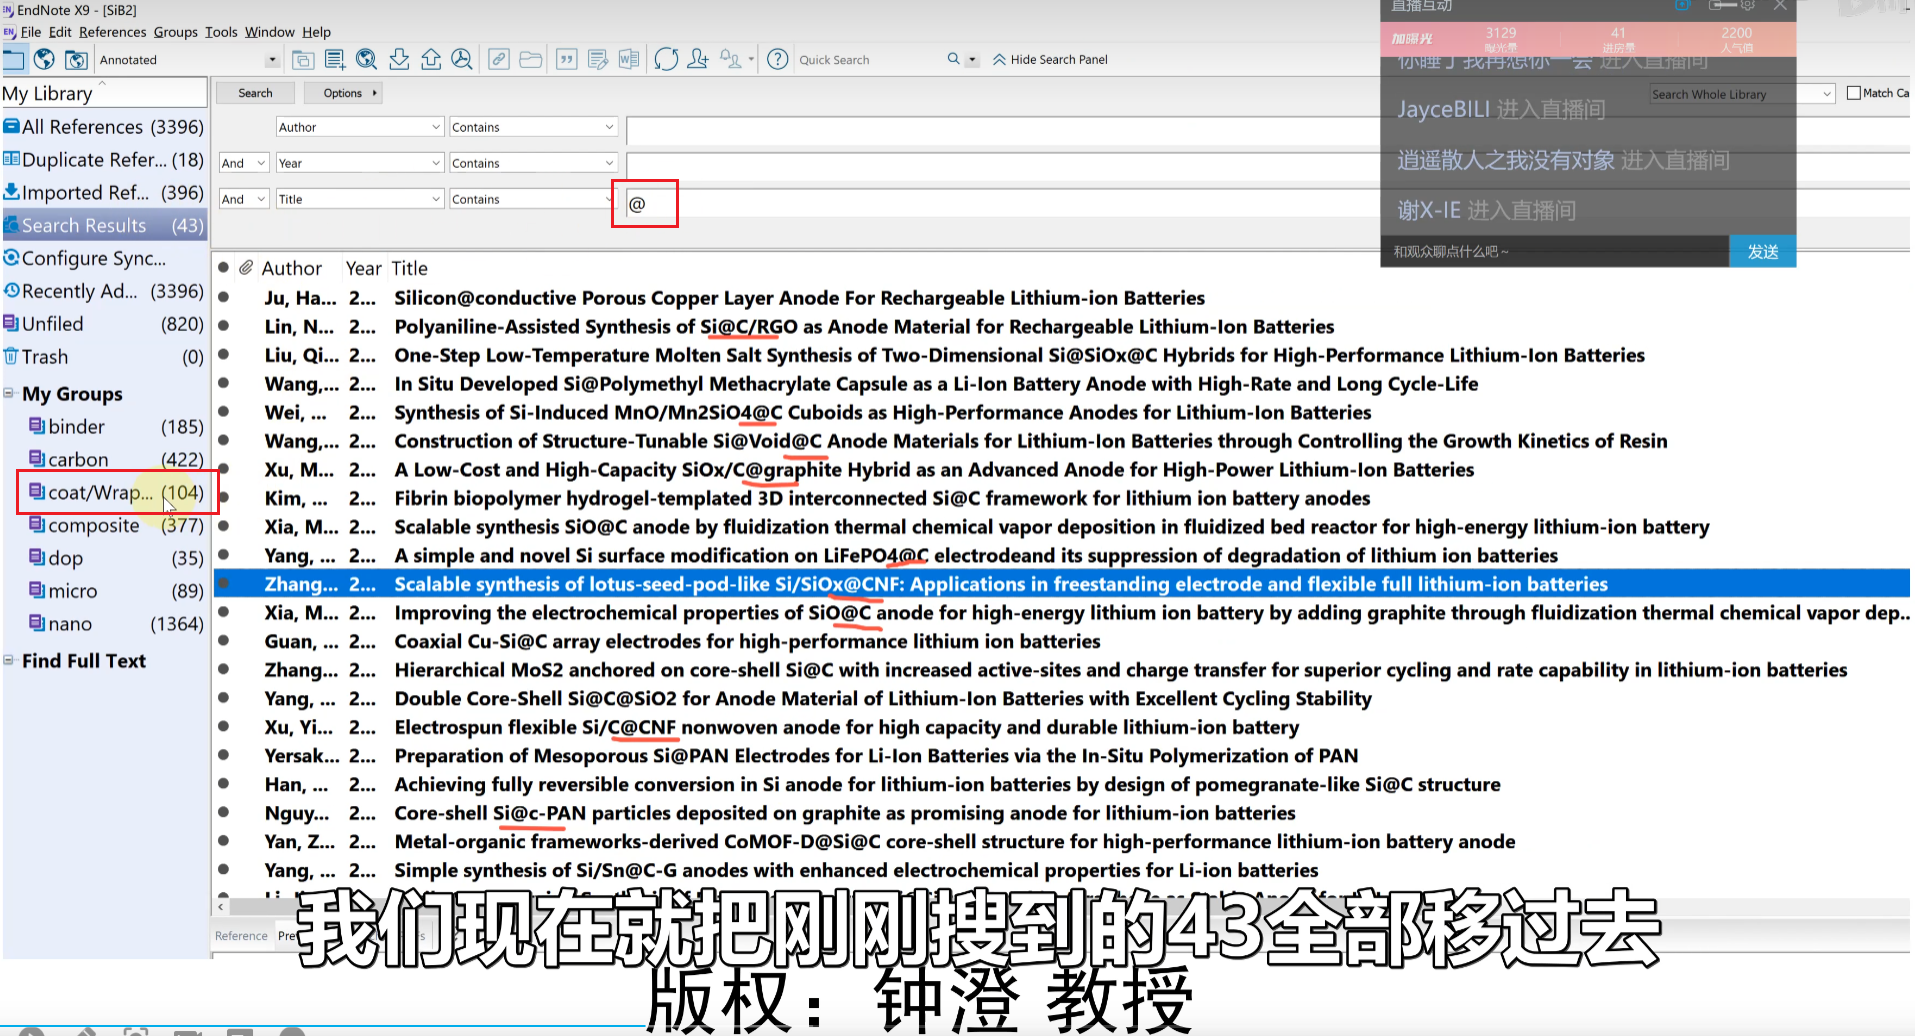 EndNote X9 - [SiB2]
File Edit References Groups Tools Window Help
Annotated Quick Search Hide Search Panel
My Library
All References (3396)
Duplicate Refer... (18)
Imported Ref... (396)
Search Results (43)
Configure Sync...
Recently Ad... (3396)
Unfiled (820)
Trash (0)
My Groups
binder (185)
carbon (422)
coat/Wrap... (104)
composite (377)
dop (35)
micro (89)
nano (1364)
Find Full Text
Search Options Search Whole Library Match Ca
Author Contains
And Year Contains
And Title Contains @
直播互动
加曝光 3129 41 2200
曝光量 进房量 人气值
你睡了我再想你一会 进入直播间
JayceBILI 进入直播间
逍遥散人之我没有对象 进入直播间
谢X-IE 进入直播间
和观众聊点什么吧~ 发送
Author Year Title
Ju, Ha... 2... Silicon@conductive Porous Copper Layer Anode For Rechargeable Lithium-ion Batteries
Lin, N... 2... Polyaniline-Assisted Synthesis of Si@C/RGO as Anode Material for Rechargeable Lithium-Ion Batteries
Liu, Qi... 2... One-Step Low-Temperature Molten Salt Synthesis of Two-Dimensional Si@SiOx@C Hybrids for High-Performance Lithium-Ion Batteries
Wang,... 2... In Situ Developed Si@Polymethyl Methacrylate Capsule as a Li-Ion Battery Anode with High-Rate and Long Cycle-Life
Wei, ... 2... Synthesis of Si-Induced MnO/Mn2SiO4@C Cuboids as High-Performance Anodes for Lithium-Ion Batteries
Wang,... 2... Construction of Structure-Tunable Si@Void@C Anode Materials for Lithium-Ion Batteries through Controlling the Growth Kinetics of Resin
Xu, M... 2... A Low-Cost and High-Capacity SiOx/C@graphite Hybrid as an Advanced Anode for High-Power Lithium-Ion Batteries
Kim, ... 2... Fibrin biopolymer hydrogel-templated 3D interconnected Si@C framework for lithium ion battery anodes
Xia, M... 2... Scalable synthesis SiO@C anode by fluidization thermal chemical vapor deposition in fluidized bed reactor for high-energy lithium-ion battery
Yang, ... 2... A simple and novel Si surface modification on LiFePO4@C electrodeand its suppression of degradation of lithium ion batteries
Zhang... 2... Scalable synthesis of lotus-seed-pod-like Si/SiOx@CNF: Applications in freestanding electrode and flexible full lithium-ion batteries
Xia, M... 2... Improving the electrochemical properties of SiO@C anode for high-energy lithium ion battery by adding graphite through fluidization thermal chemical vapor dep...
Guan, ... 2... Coaxial Cu-Si@C array electrodes for high-performance lithium ion batteries
Zhang... 2... Hierarchical MoS2 anchored on core-shell Si@C with increased active-sites and charge transfer for superior cycling and rate capability in lithium-ion batteries
Yang, ... 2... Double Core-Shell Si@C@SiO2 for Anode Material of Lithium-Ion Batteries with Excellent Cycling Stability
Xu, Yi... 2... Electrospun flexible Si/C@CNF nonwoven anode for high capacity and durable lithium-ion battery
Yersak... 2... Preparation of Mesoporous Si@PAN Electrodes for Li-Ion Batteries via the In-Situ Polymerization of PAN
Han, ... 2... Achieving fully reversible conversion in Si anode for lithium-ion batteries by design of pomegranate-like Si@C structure
Nguy... 2... Core-shell Si@c-PAN particles deposited on graphite as promising anode for lithium-ion batteries
Yan, Z... 2... Metal-organic frameworks-derived CoMOF-D@Si@C core-shell structure for high-performance lithium-ion battery anode
Yang, ... 2... Simple synthesis of Si/Sn@C-G anodes with enhanced electrochemical properties for Li-ion batteries
Reference
我们现在就把刚刚搜到的43全部移过去
版权：钟澄 教授